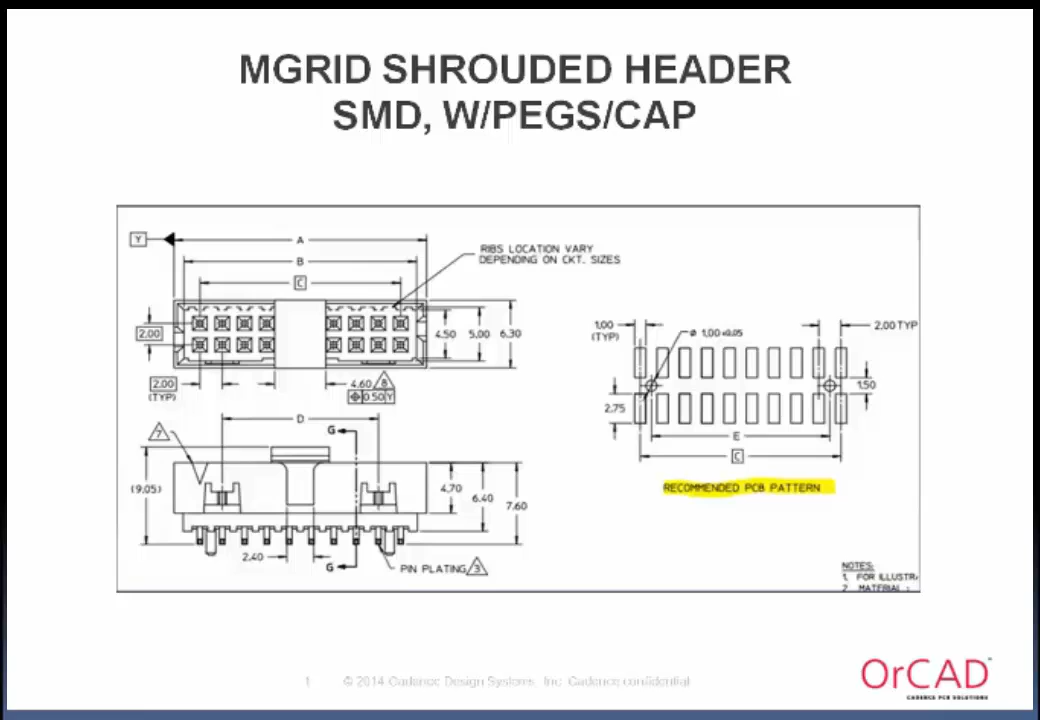 MGRID SHROUDED HEADER
SMD, W/PEGS/CAP
Y
A
B
C
RIBS LOCATION VARY
DEPENDING ON CKT. SIZES
2.00
4.50
5.00
6.30
2.00
(TYP)
4.60
8
0.50 Y
1.00
(TYP)
ø 1.00±0.05
2.00 TYP
1.50
2.75
E
C
RECOMMENDED PCB PATTERN
D
G
7
(9.05)
4.70
6.40
7.60
2.40
G
PIN PLATING
3
NOTES:
1. FOR ILLUSTR
2 MATERIAL :
1
© 2014 Cadence Design Systems, Inc. Cadence confidential
OrCAD
CADENCE PCB SOLUTIONS